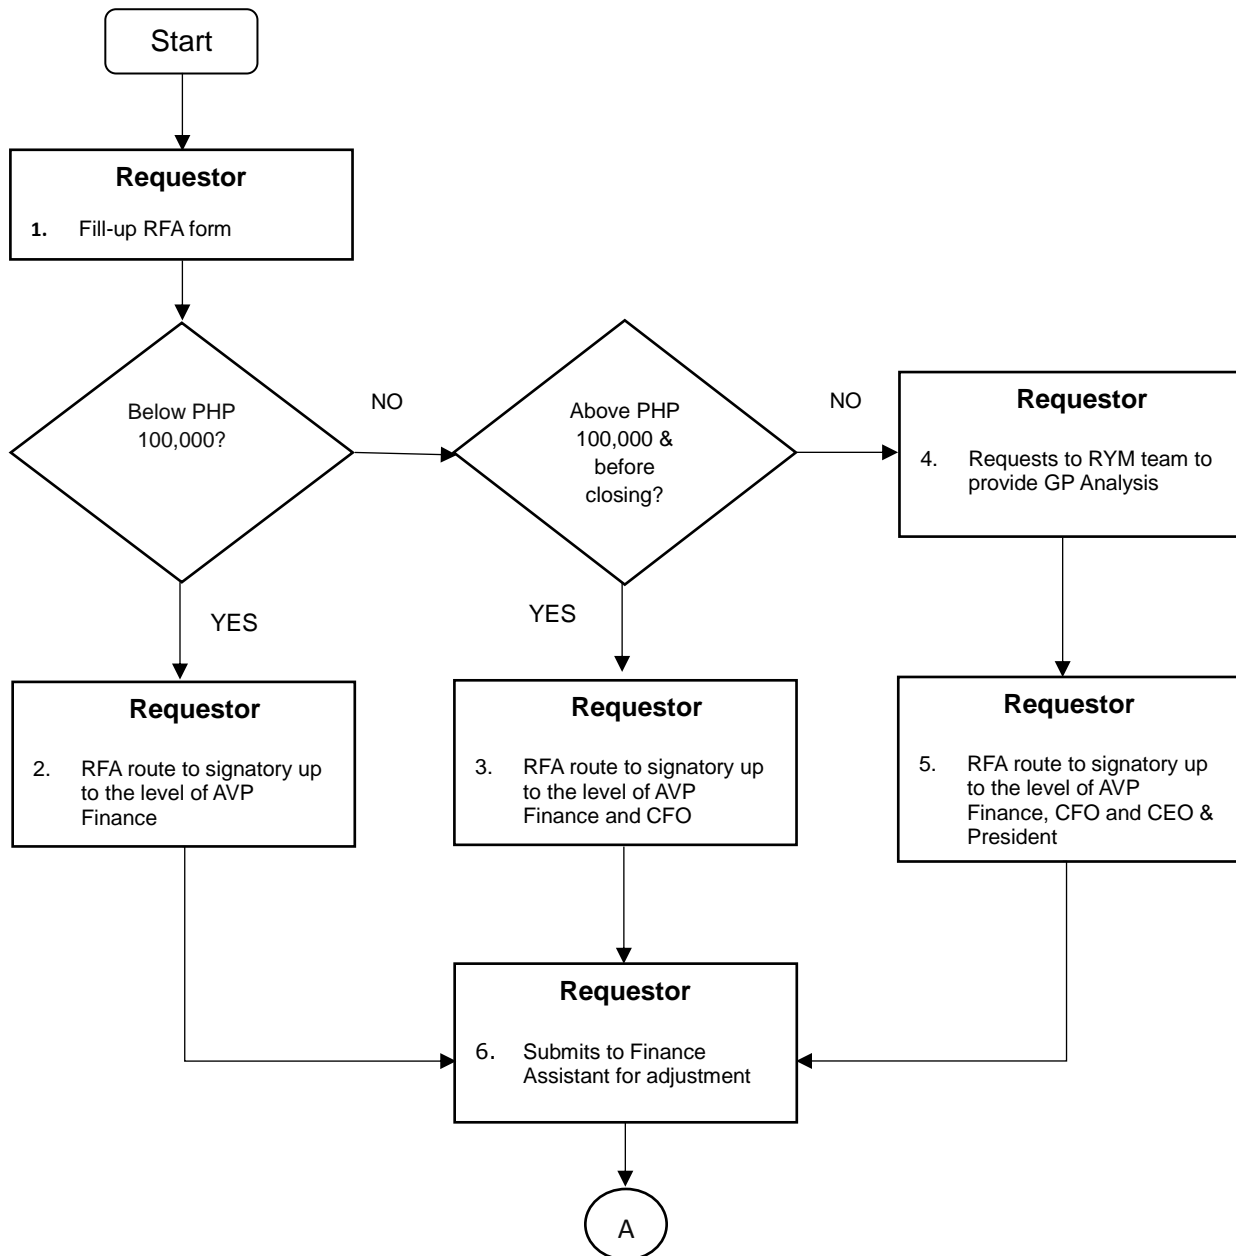 Start
Requestor
1. Fill-up RFA form
Below PHP
100,000?
NO
Above PHP
100,000 &
before
closing?
NO
Requestor
4. Requests to RYM team to
provide GP Analysis
YES
YES
Requestor
2. RFA route to signatory up
to the level of AVP
Finance
Requestor
3. RFA route to signatory up
to the level of AVP
Finance and CFO
Requestor
5. RFA route to signatory up
to the level of AVP
Finance, CFO and CEO &
President
Requestor
6. Submits to Finance
Assistant for adjustment
A